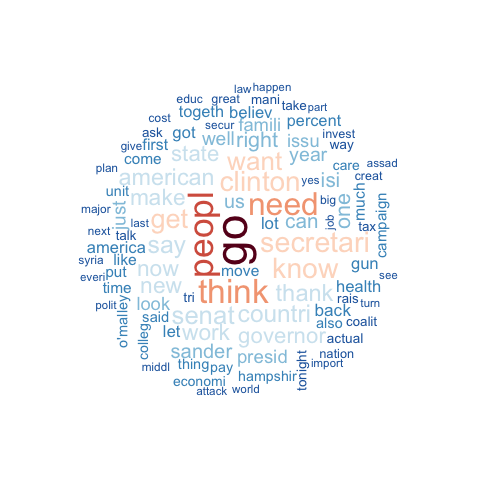 law happen
educ great mani take part
cost togeth believ
secur famili percent
ask got well right issu invest
give first state want year way
plan come american clinton yes isi care assad
unit make us need big one much creat
major just get peopl go lot can job tax campaign
next last say secretari
america talk now move know gun see
syria like
everi put new tri think thank health
time look senat countri back rais turn
polit o'malley said work governor also coalit
let sander presid actual
colleg thing pay tonight nation
middl economi hampshir import
attack world